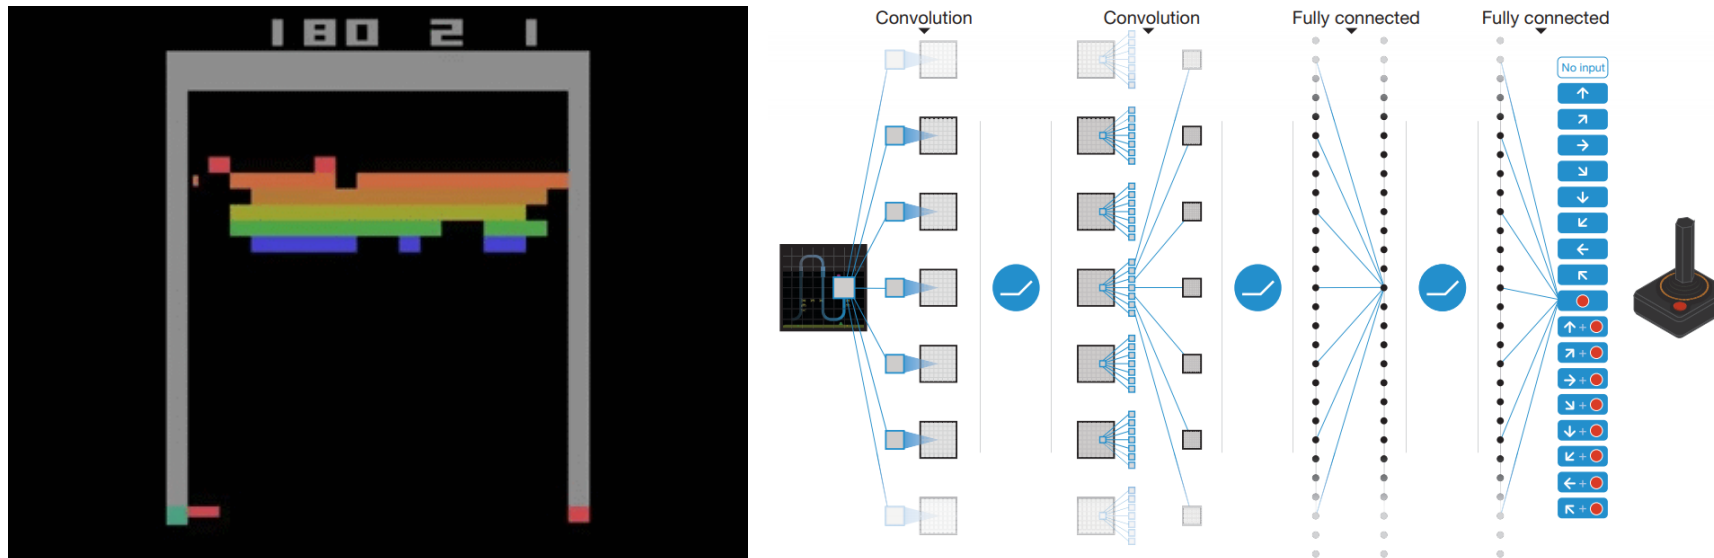 180 2 1
Convolution Convolution Fully connected Fully connected
No input
+
+
+
+
+
+
+
+